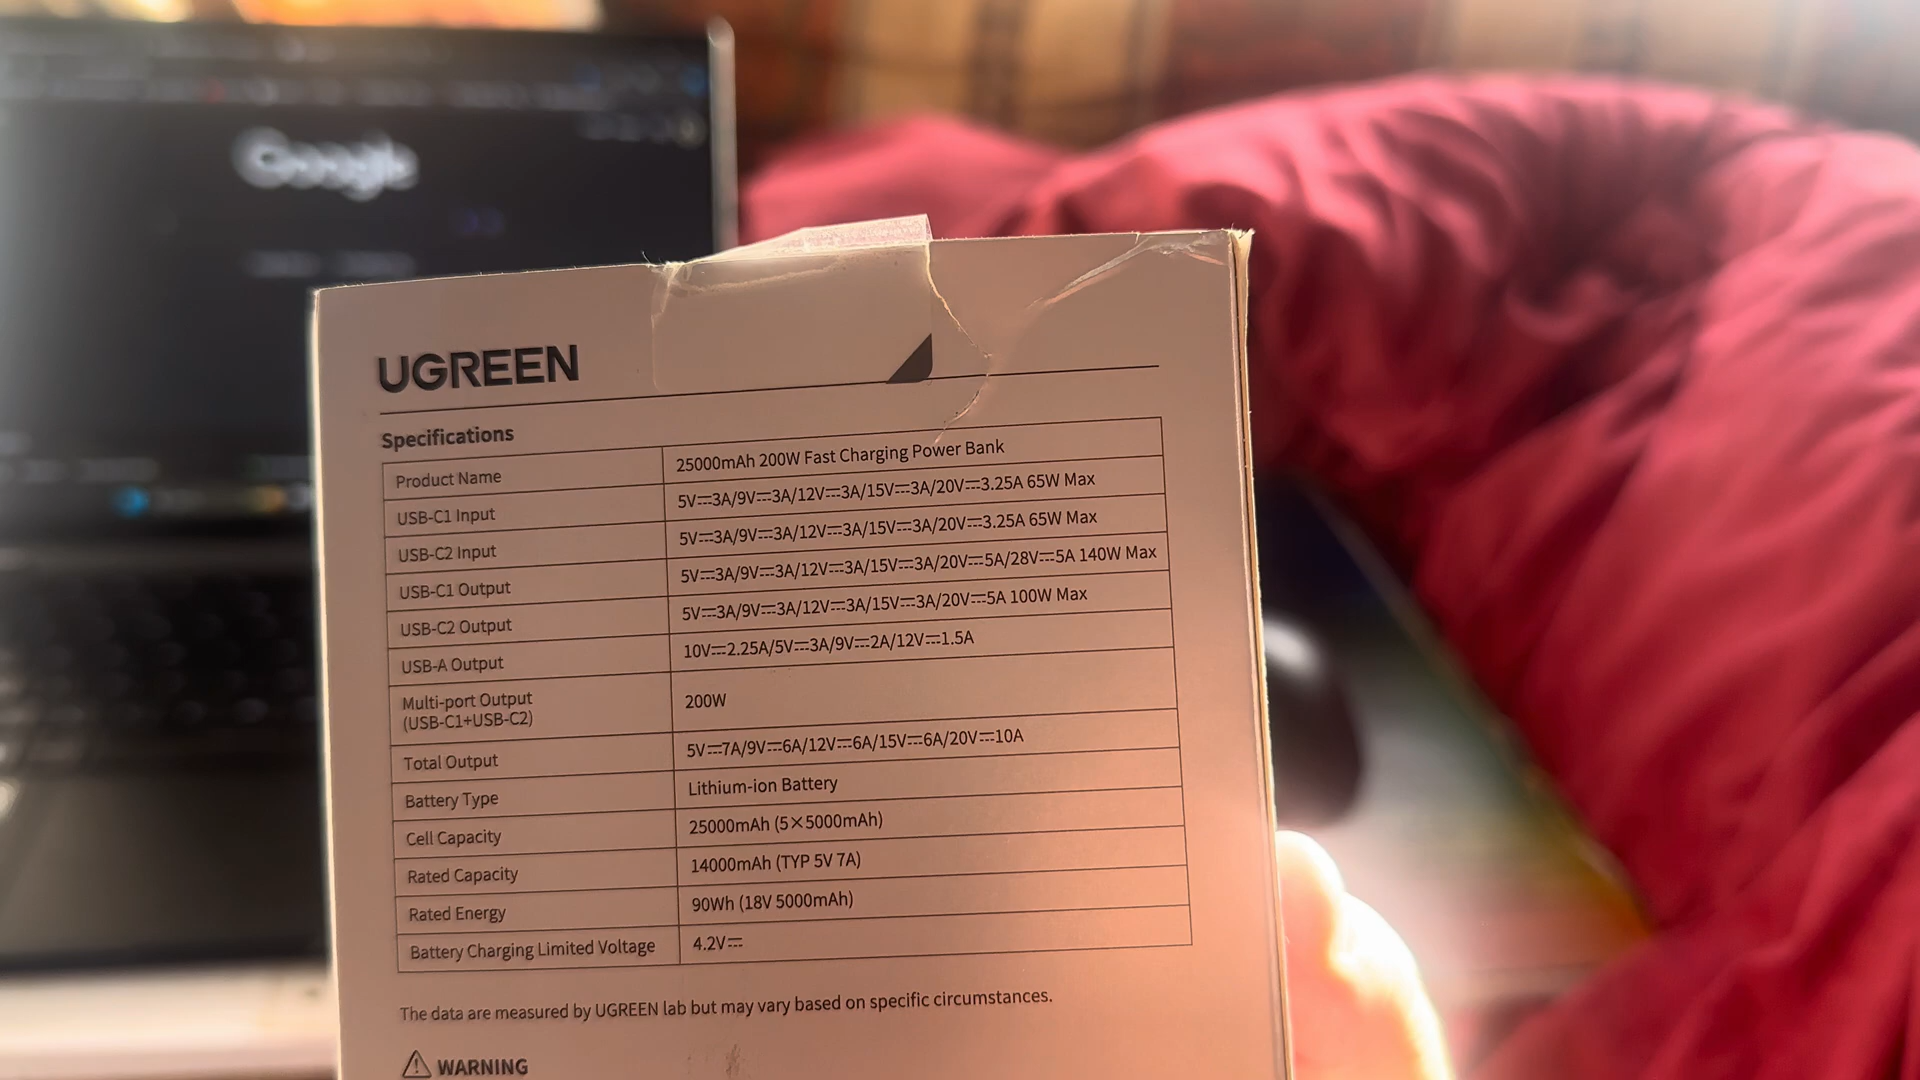 Google
UGREEN
Specifications
Product Name 25000mAh 200W Fast Charging Power Bank
USB-C1 Input 5V⎓3A/9V⎓3A/12V⎓3A/15V⎓3A/20V⎓3.25A 65W Max
USB-C2 Input 5V⎓3A/9V⎓3A/12V⎓3A/15V⎓3A/20V⎓3.25A 65W Max
USB-C1 Output 5V⎓3A/9V⎓3A/12V⎓3A/15V⎓3A/20V⎓5A/28V⎓5A 140W Max
USB-C2 Output 5V⎓3A/9V⎓3A/12V⎓3A/15V⎓3A/20V⎓5A 100W Max
USB-A Output 10V⎓2.25A/5V⎓3A/9V⎓2A/12V⎓1.5A
Multi-port Output
(USB-C1+USB-C2) 200W
Total Output 5V⎓7A/9V⎓6A/12V⎓6A/15V⎓6A/20V⎓10A
Battery Type Lithium-ion Battery
Cell Capacity 25000mAh (5×5000mAh)
Rated Capacity 14000mAh (TYP 5V 7A)
Rated Energy 90Wh (18V 5000mAh)
Battery Charging Limited Voltage 4.2V⎓
The data are measured by UGREEN lab but may vary based on specific circumstances.
⚠ WARNING